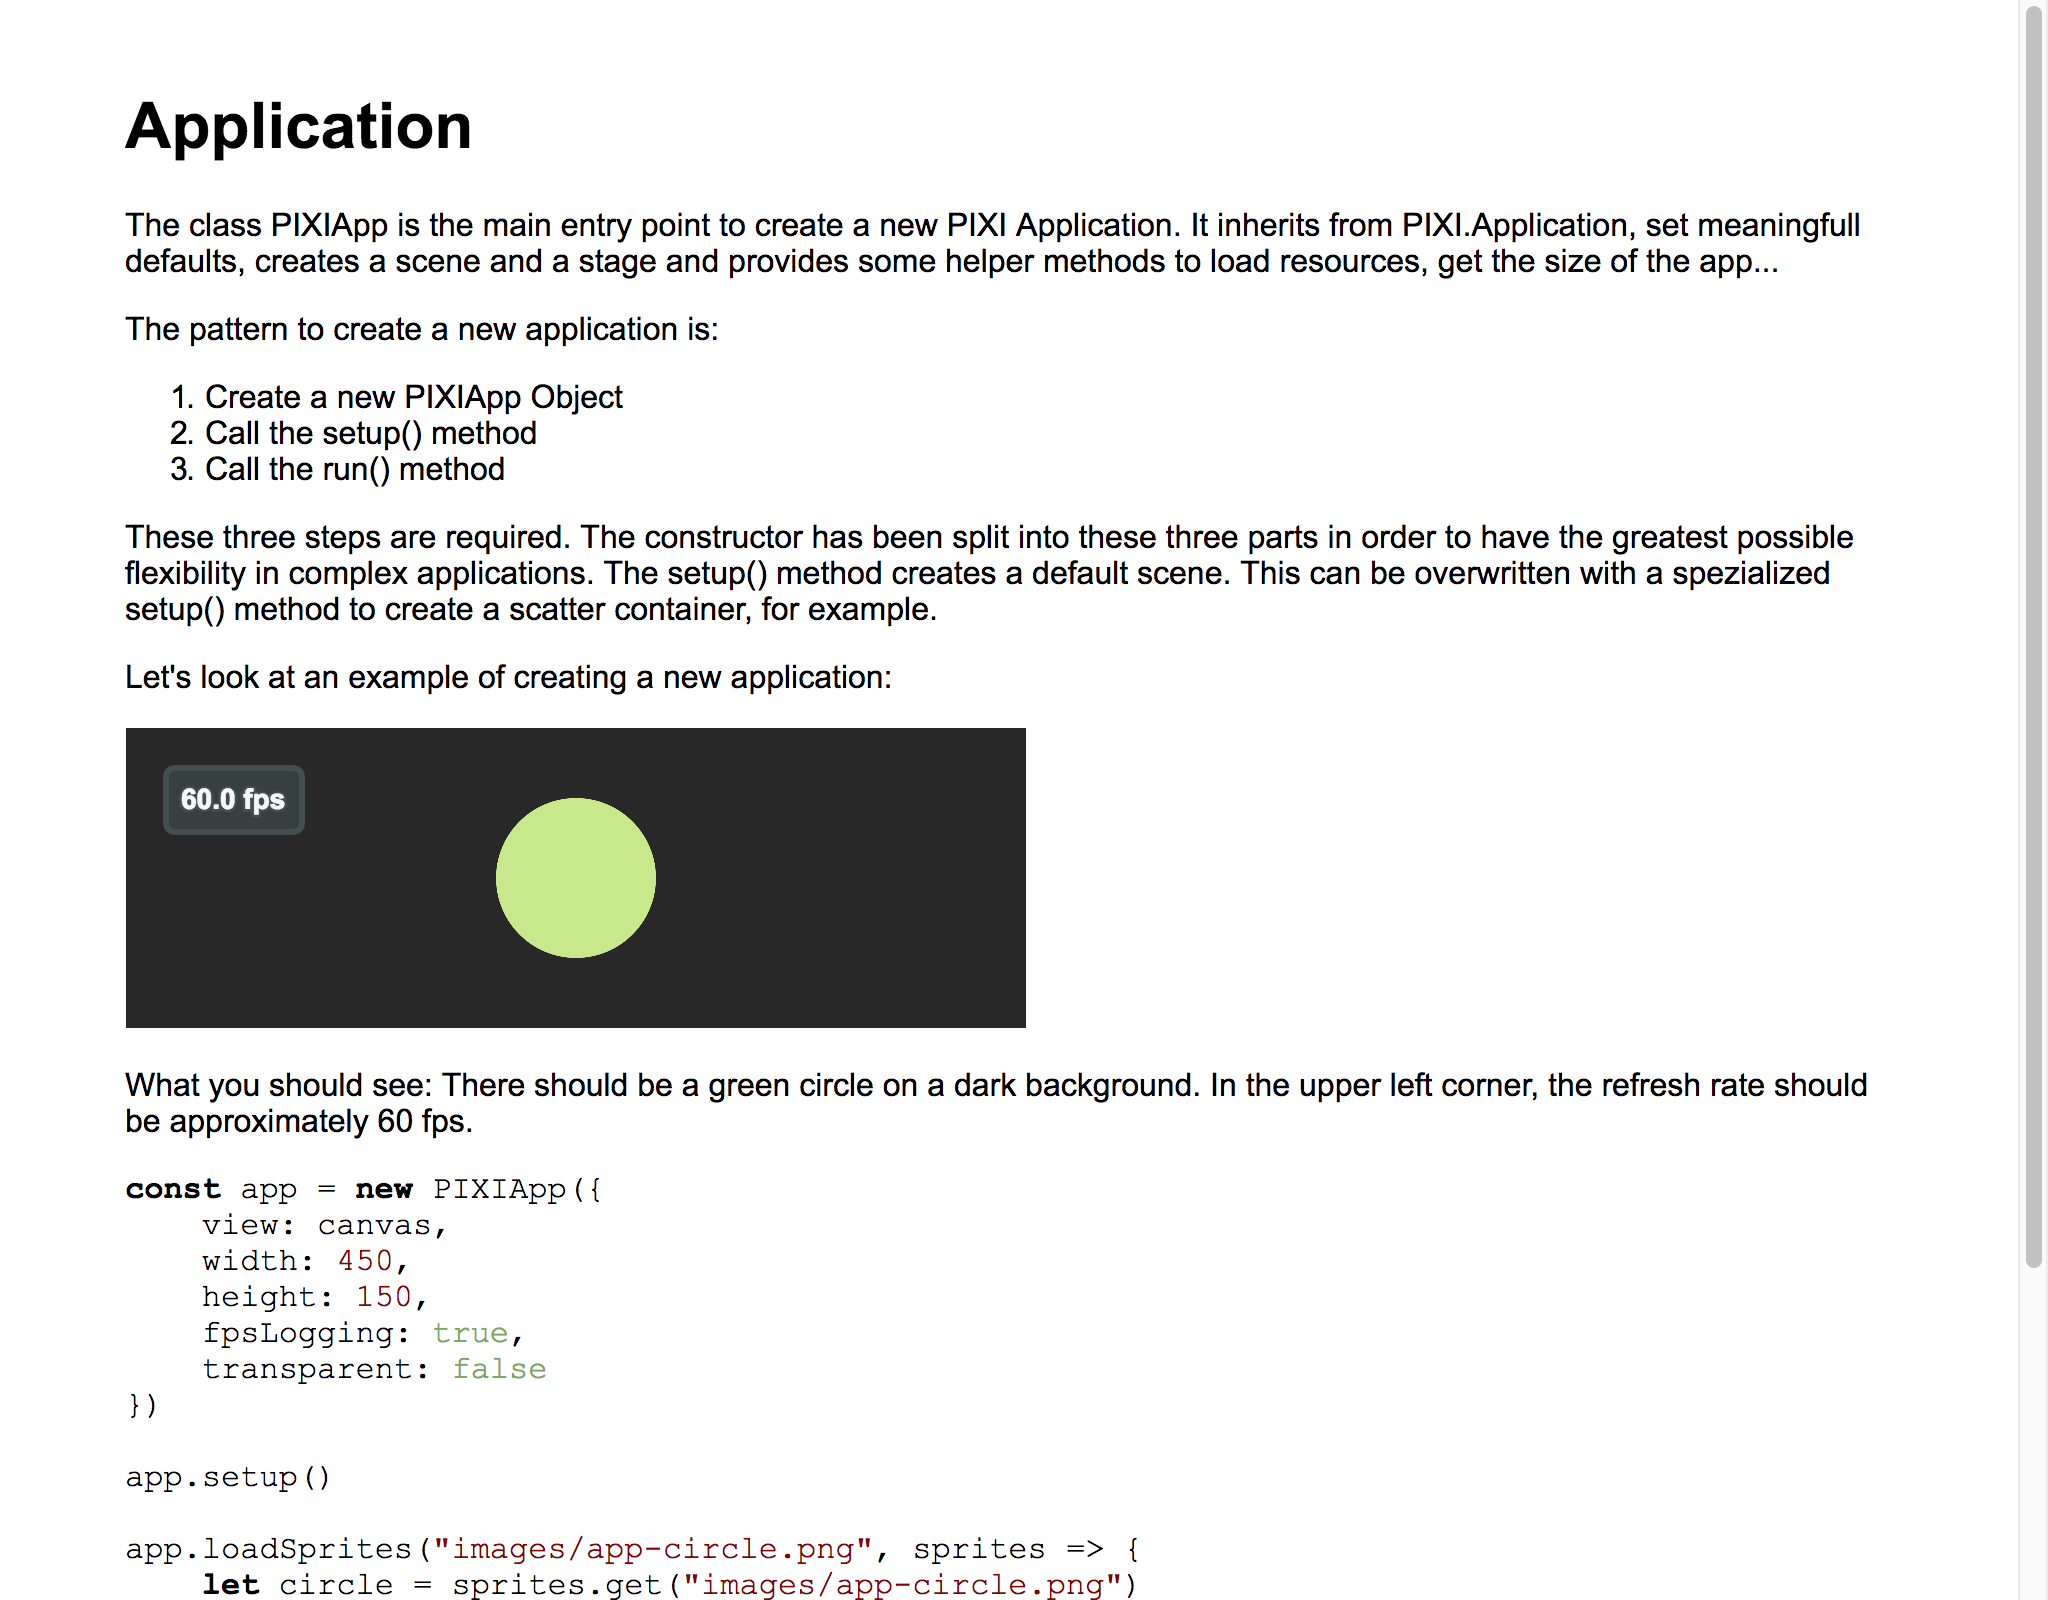 Application
The class PIXIApp is the main entry point to create a new PIXI Application. It inherits from PIXI.Application, set meaningfull
defaults, creates a scene and a stage and provides some helper methods to load resources, get the size of the app...
The pattern to create a new application is:
1. Create a new PIXIApp Object
2. Call the setup() method
3. Call the run() method
These three steps are required. The constructor has been split into these three parts in order to have the greatest possible
flexibility in complex applications. The setup() method creates a default scene. This can be overwritten with a spezialized
setup() method to create a scatter container, for example.
Let's look at an example of creating a new application:
60.0 fps
What you should see: There should be a green circle on a dark background. In the upper left corner, the refresh rate should
be approximately 60 fps.
const app = new PIXIApp({
    view: canvas,
    width: 450,
    height: 150,
    fpsLogging: true,
    transparent: false
})
app.setup()
app.loadSprites("images/app-circle.png", sprites => {
    let circle = sprites.get("images/app-circle.png")